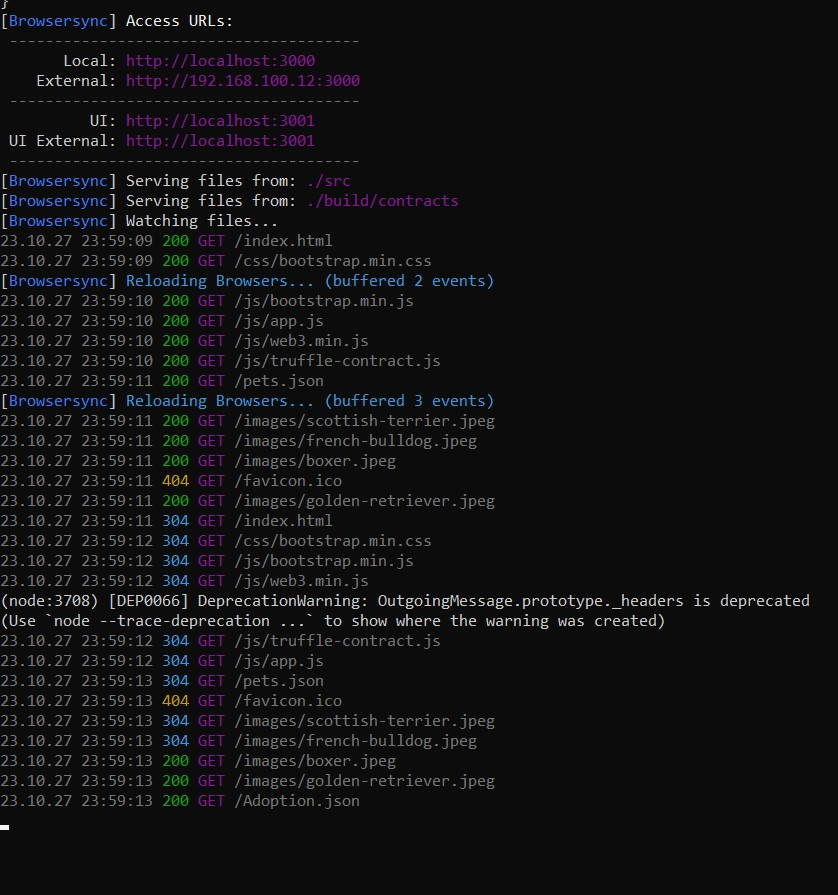 }
[Browsersync] Access URLs:
--------------------------------------
Local: http://localhost:3000
External: http://192.168.100.12:3000
--------------------------------------
UI: http://localhost:3001
UI External: http://localhost:3001
--------------------------------------
[Browsersync] Serving files from: ./src
[Browsersync] Serving files from: ./build/contracts
[Browsersync] Watching files...
23.10.27 23:59:09 200 GET /index.html
23.10.27 23:59:09 200 GET /css/bootstrap.min.css
[Browsersync] Reloading Browsers... (buffered 2 events)
23.10.27 23:59:10 200 GET /js/bootstrap.min.js
23.10.27 23:59:10 200 GET /js/app.js
23.10.27 23:59:10 200 GET /js/web3.min.js
23.10.27 23:59:10 200 GET /js/truffle-contract.js
23.10.27 23:59:11 200 GET /pets.json
[Browsersync] Reloading Browsers... (buffered 3 events)
23.10.27 23:59:11 200 GET /images/scottish-terrier.jpeg
23.10.27 23:59:11 200 GET /images/french-bulldog.jpeg
23.10.27 23:59:11 200 GET /images/boxer.jpeg
23.10.27 23:59:11 404 GET /favicon.ico
23.10.27 23:59:11 200 GET /images/golden-retriever.jpeg
23.10.27 23:59:11 304 GET /index.html
23.10.27 23:59:12 304 GET /css/bootstrap.min.css
23.10.27 23:59:12 304 GET /js/bootstrap.min.js
23.10.27 23:59:12 304 GET /js/web3.min.js
(node:3708) [DEP0066] DeprecationWarning: OutgoingMessage.prototype._headers is deprecated
(Use `node --trace-deprecation ...` to show where the warning was created)
23.10.27 23:59:12 304 GET /js/truffle-contract.js
23.10.27 23:59:12 304 GET /js/app.js
23.10.27 23:59:13 304 GET /pets.json
23.10.27 23:59:13 404 GET /favicon.ico
23.10.27 23:59:13 304 GET /images/scottish-terrier.jpeg
23.10.27 23:59:13 304 GET /images/french-bulldog.jpeg
23.10.27 23:59:13 200 GET /images/boxer.jpeg
23.10.27 23:59:13 200 GET /images/golden-retriever.jpeg
23.10.27 23:59:13 200 GET /Adoption.json